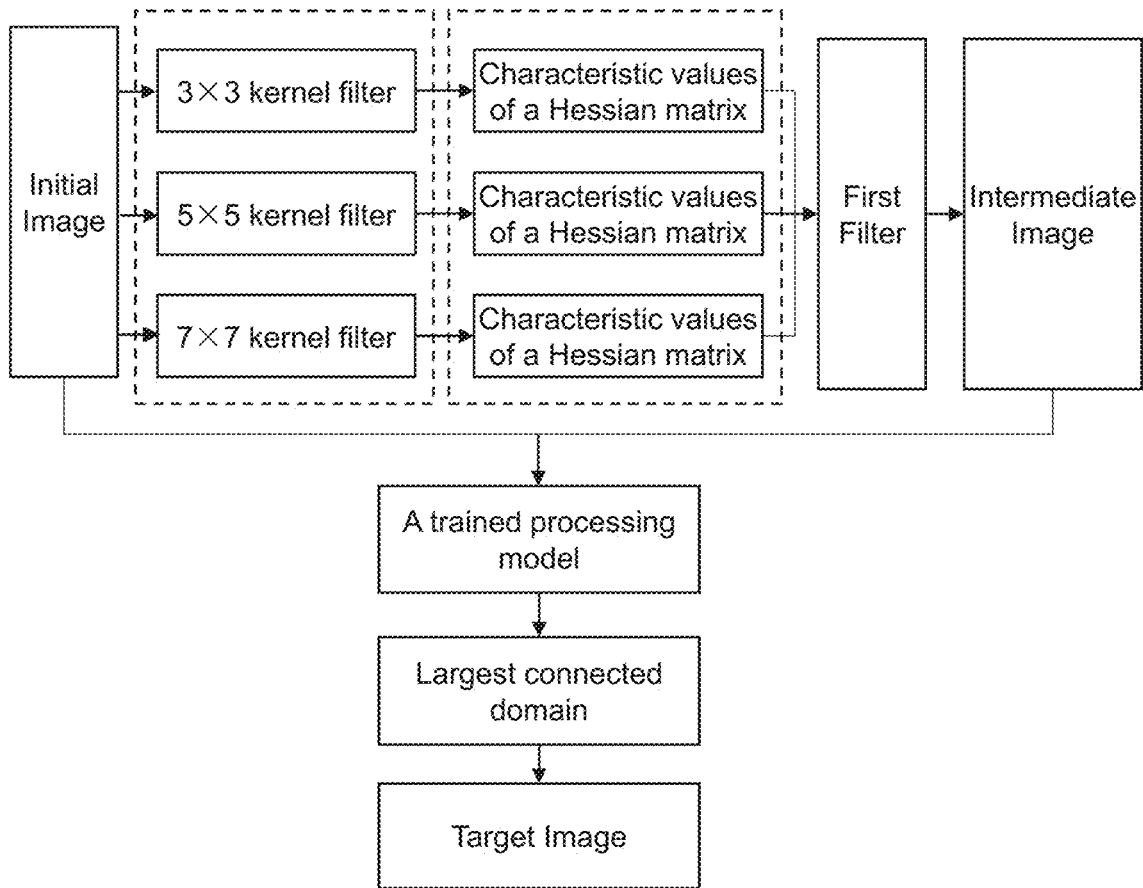 Initial
Image
3×3 kernel filter
5×5 kernel filter
7×7 kernel filter
Characteristic values
of a Hessian matrix
Characteristic values
of a Hessian matrix
Characteristic values
of a Hessian matrix
First
Filter
Intermediate
Image
A trained processing
model
Largest connected
domain
Target Image